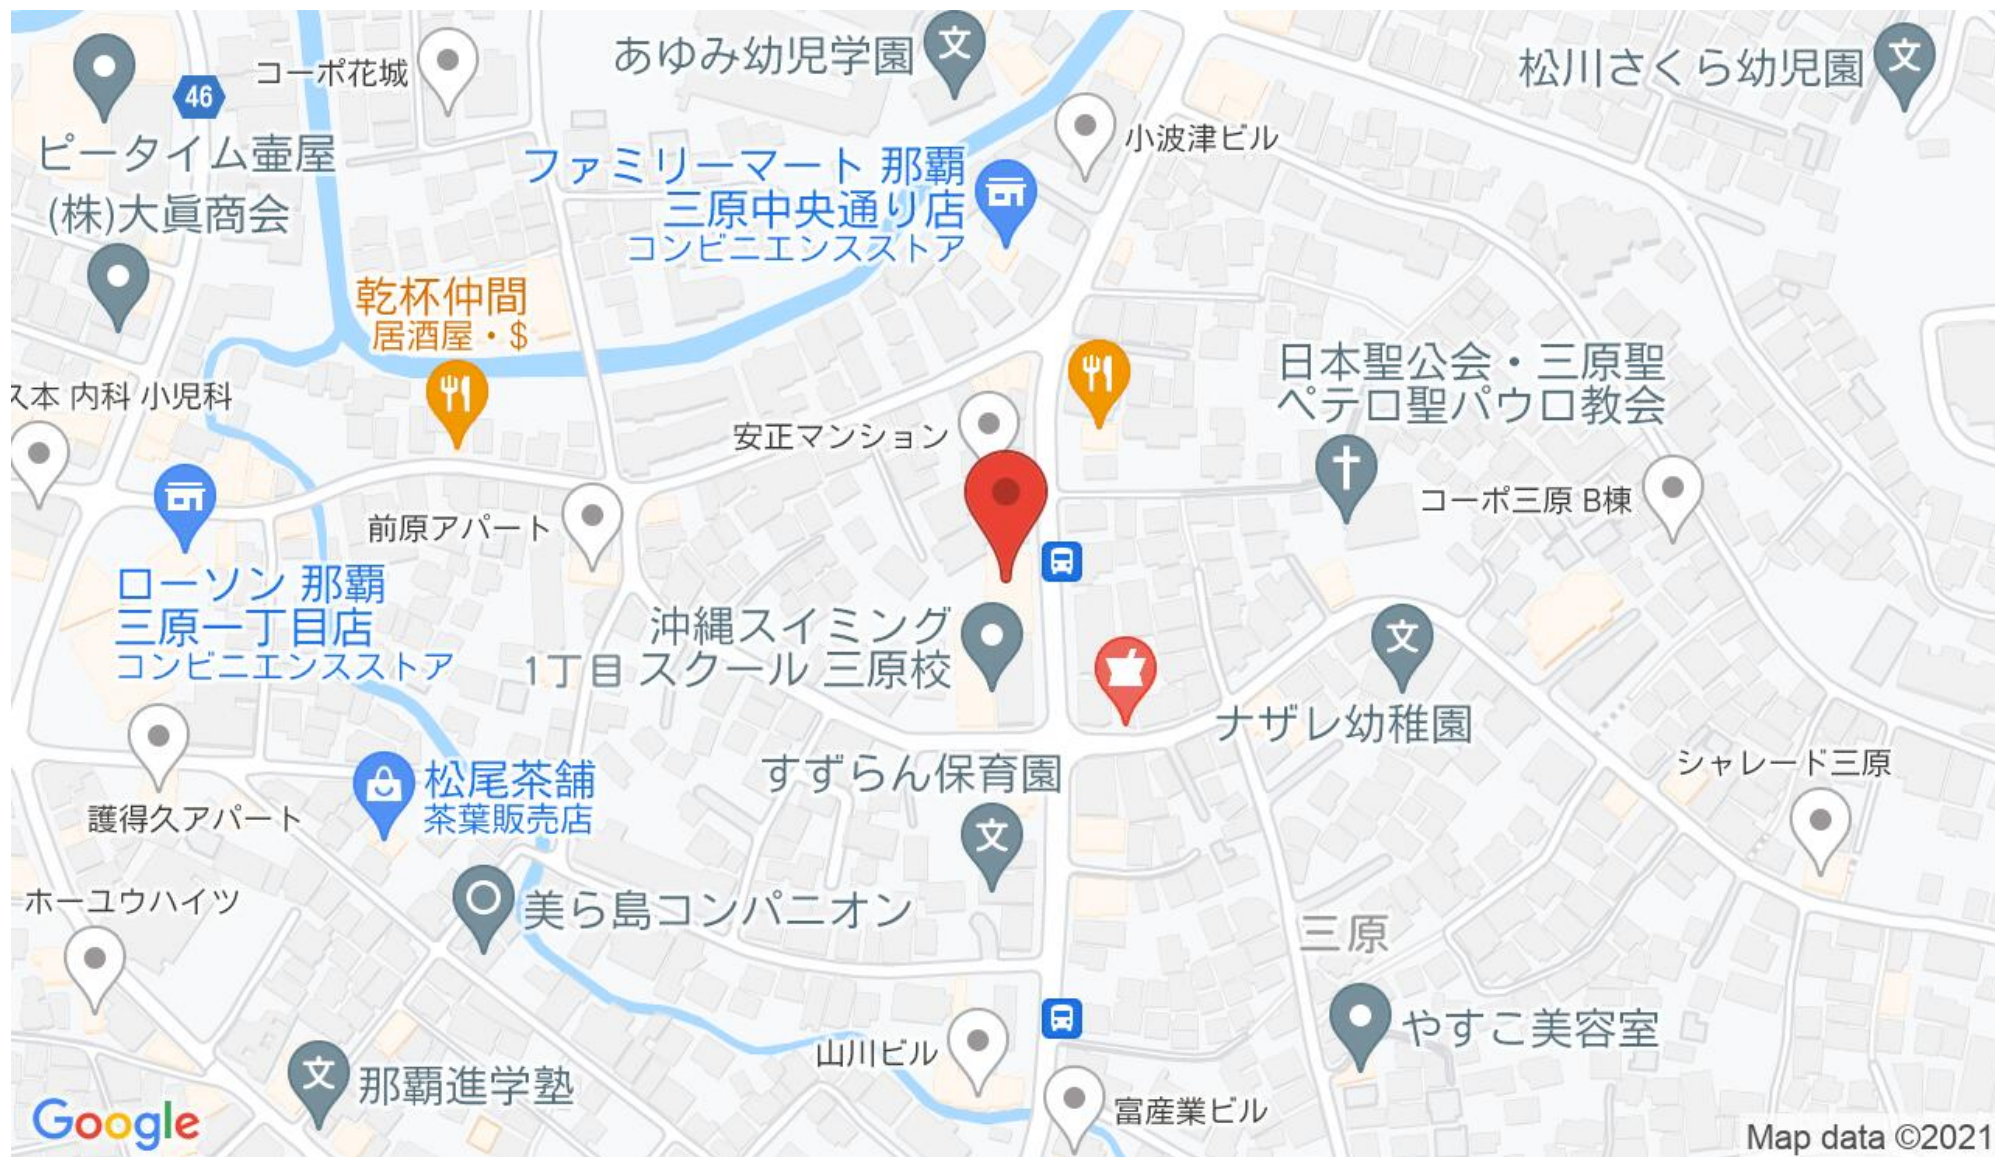 あゆみ幼児学園
文
松川さくら幼児園
文
コーポ花城
46
小波津ビル
ピータイム壷屋
ファミリーマート 那覇
三原中央通り店
コンビニエンスストア
(株)大眞商会
乾杯仲間
居酒屋・$
日本聖公会・三原聖
ペテロ聖パウロ教会
久本 内科 小児科
安正マンション
コーポ三原 B棟
前原アパート
ローソン 那覇
三原一丁目店
コンビニエンスストア
沖縄スイミング
スクール 三原校
1丁目
文
ナザレ幼稚園
すずらん保育園
文
シャレード三原
松尾茶舗
茶葉販売店
護得久アパート
ホーユウハイツ
美ら島コンパニオン
三原
やすこ美容室
山川ビル
文
那覇進学塾
富産業ビル
Google
Map data ©2021